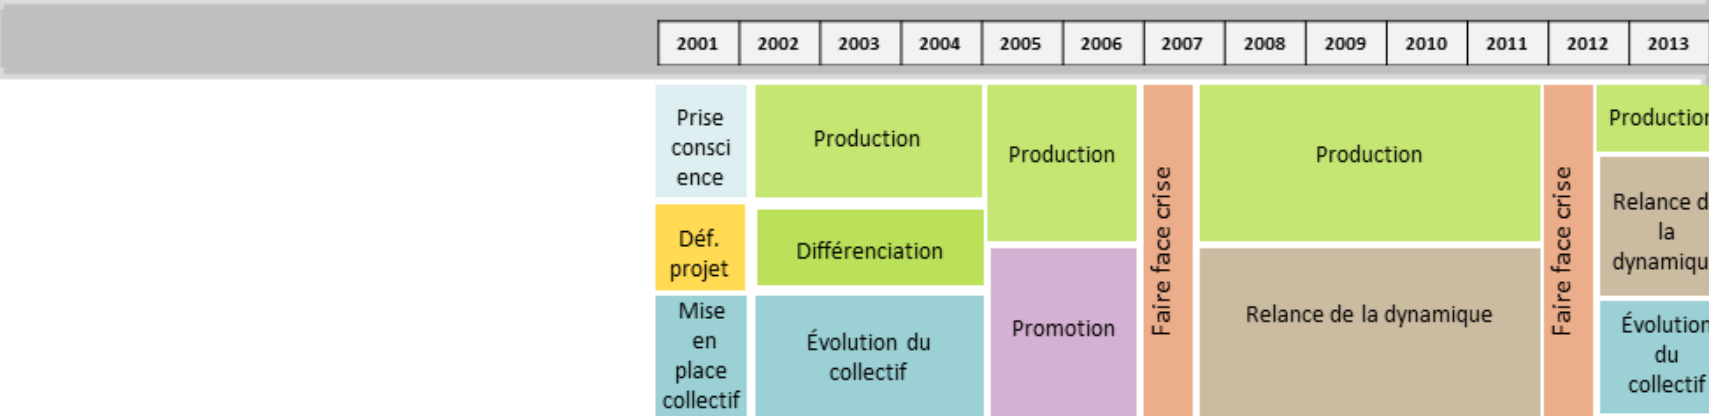 2001 2002 2003 2004 2005 2006 2007 2008 2009 2010 2011 2012 2013
Prise
consci
ence
Déf.
projet
Mise
en
place
collectif
Production
Différenciation
Évolution du
collectif
Production
Promotion
Faire face crise
Production
Relance de la dynamique
Faire face crise
Production
Relance d
la
dynamiqu
Évolution
du
collectif